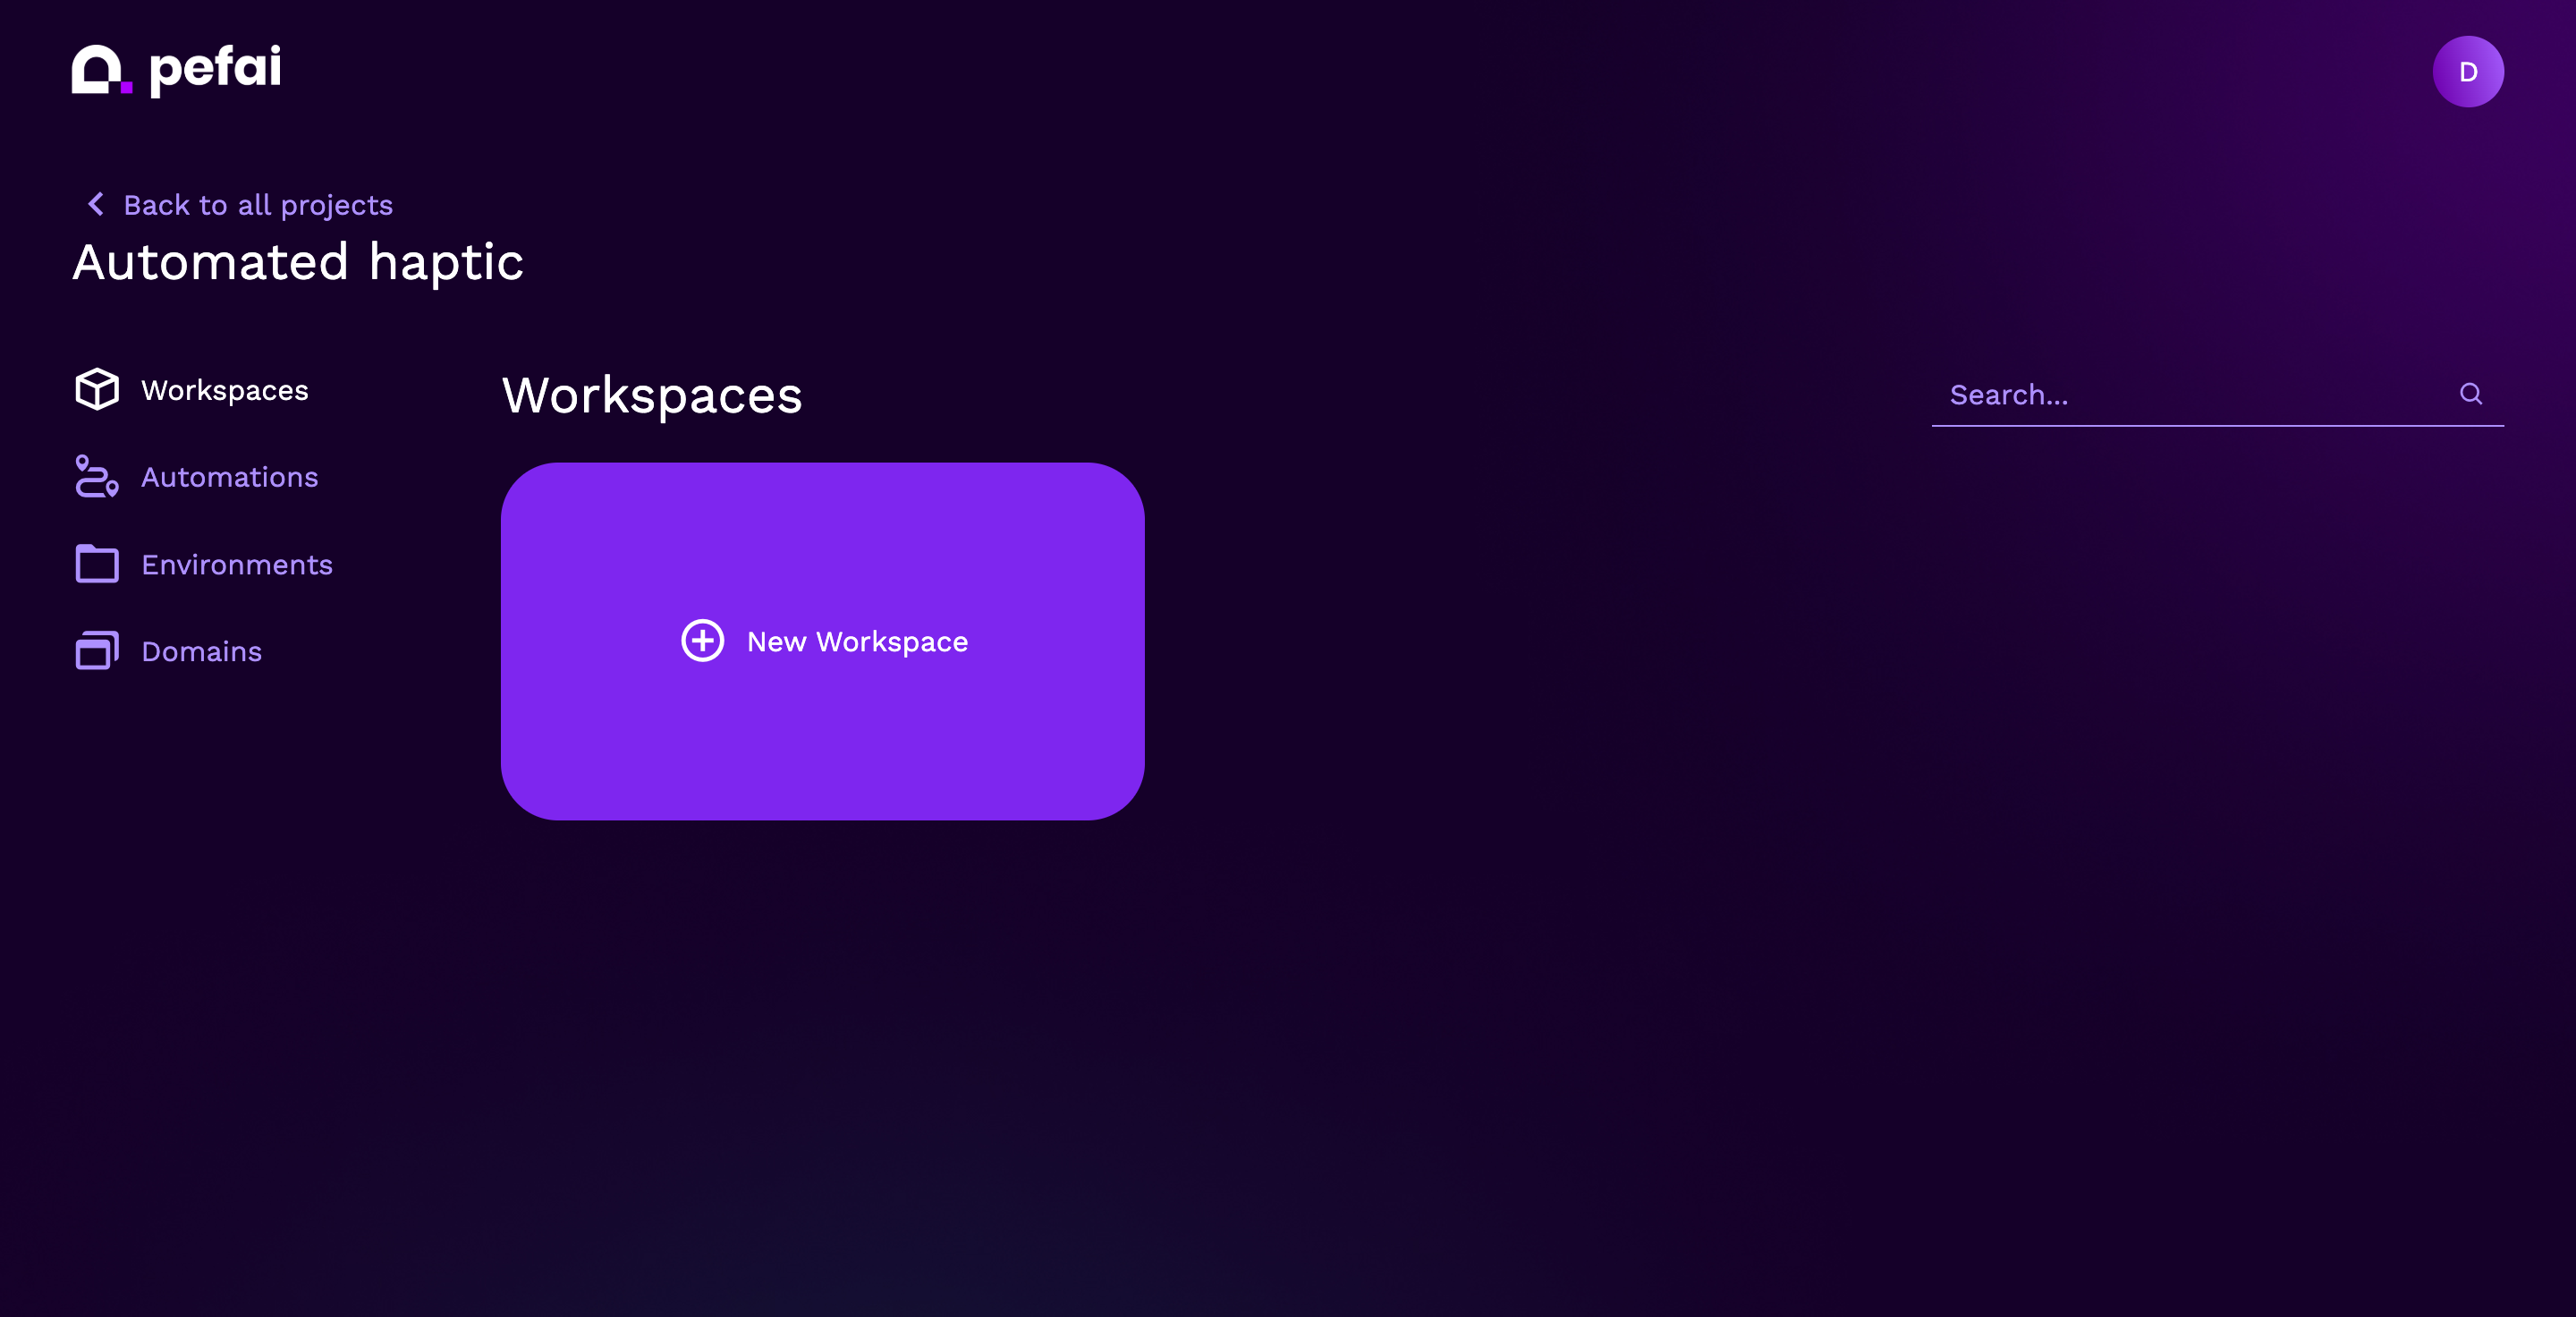 pefai
D
Back to all projects
Automated haptic
Workspaces
Automations
Environments
Domains
Workspaces
Search...
New Workspace